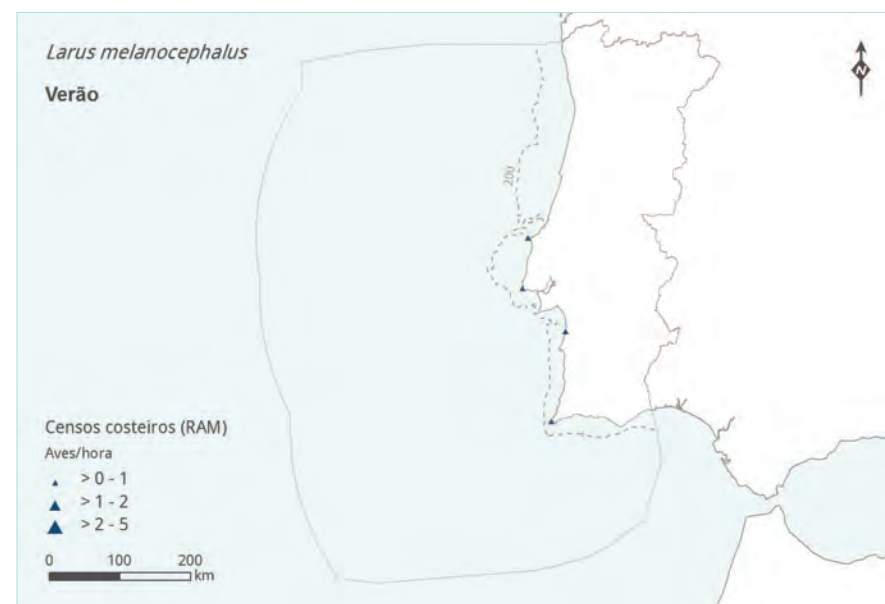 Larus melanocephalus
Verão
N
200
Censos costeiros (RAM)
Aves/hora
> 0 - 1
> 1 - 2
> 2 - 5
0 100 200
km